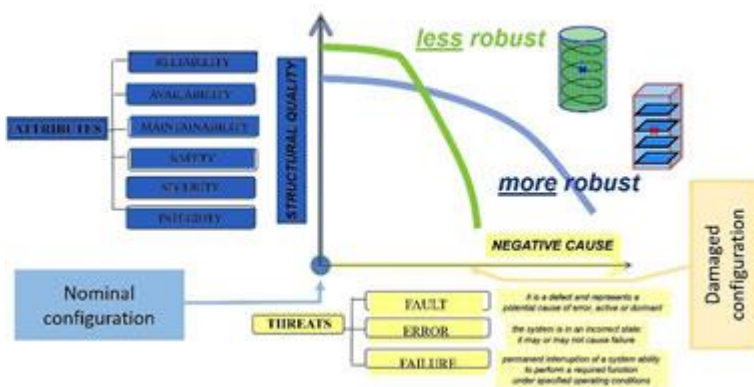 less robust
RELIABILITY
AVAILABILITY
ATTRIBUTES
MAINTAINABILITY
SAFETY
SECURITY
INTEGRITY
STRUCTURAL QUALITY
more robust
NEGATIVE CAUSE
Damaged
configuration
Nominal
configuration
THREATS
FAULT
it is a defect and represents a
potential cause of error, active or dormant
ERROR
the system is in an incorrect state:
it may or may not cause failure
FAILURE
permanent interruption of a system ability
to perform a required function
under specified operating conditions